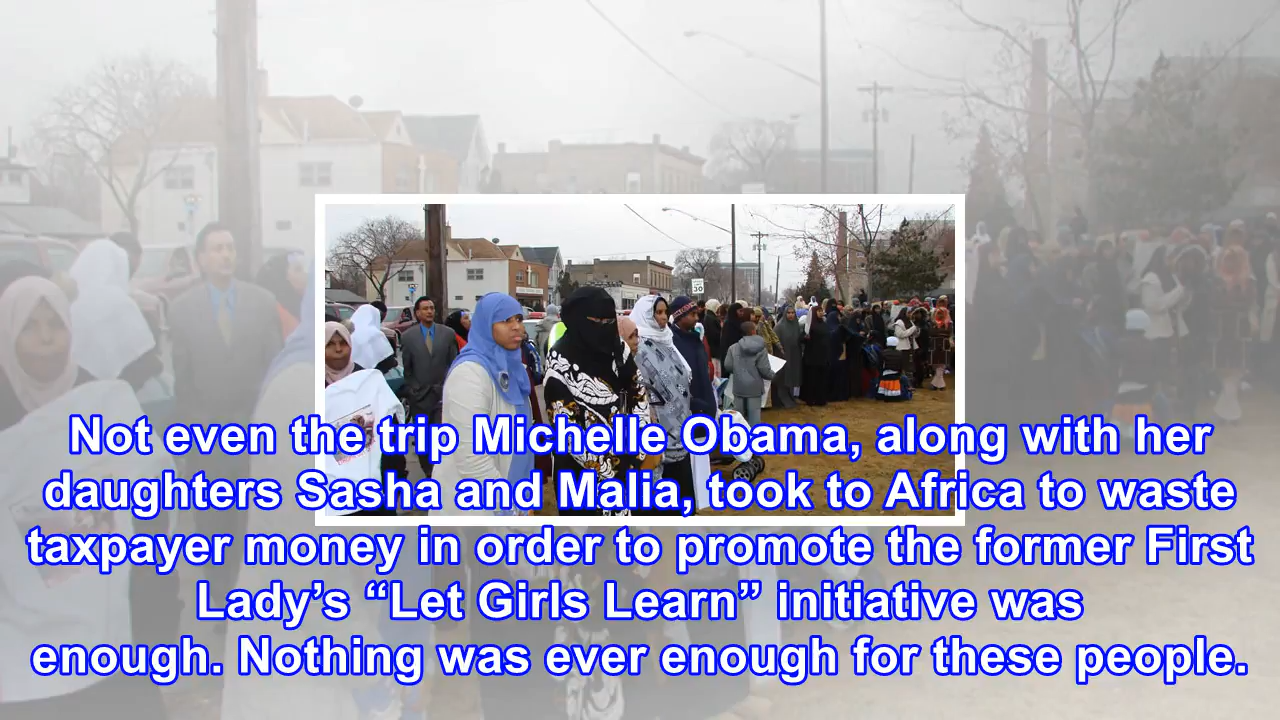 Not even the trip Michelle Obama, along with her
daughters Sasha and Malia, took to Africa to waste
taxpayer money in order to promote the former First
Lady’s “Let Girls Learn” initiative was
enough. Nothing was ever enough for these people.